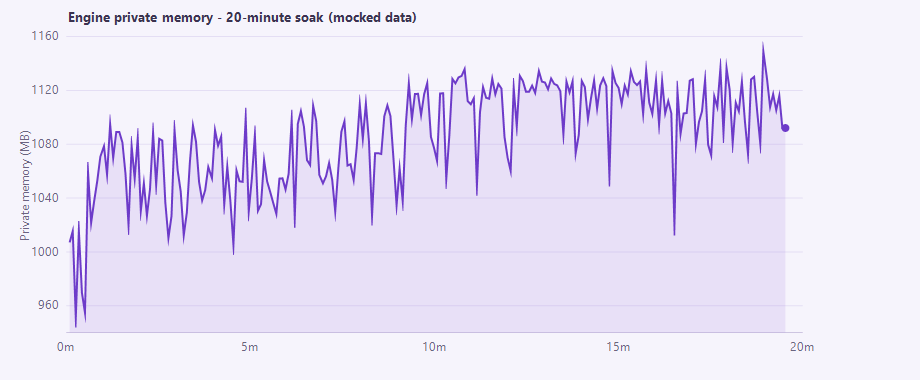 Engine private memory - 20-minute soak (mocked data)
Private memory (MB)
1160
1120
1080
1040
1000
960
0m 5m 10m 15m 20m